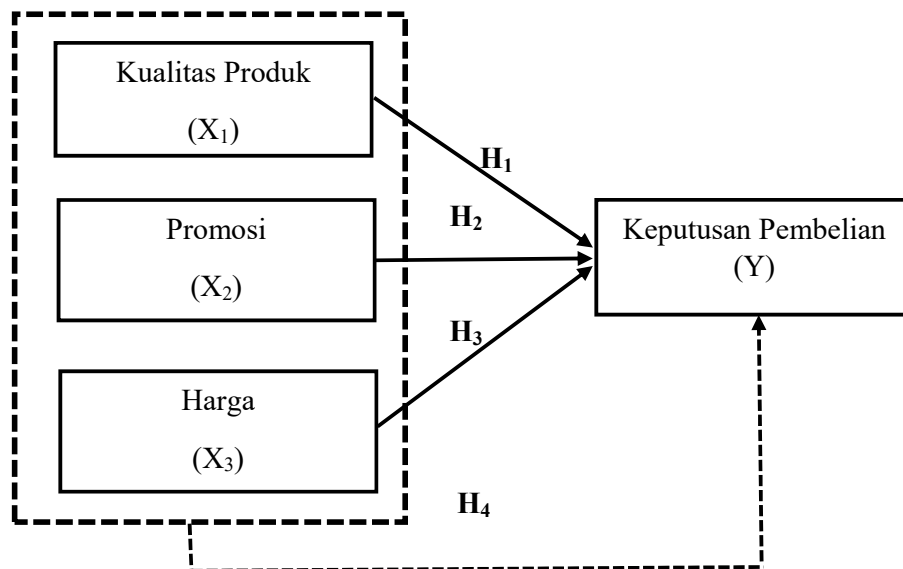 Kualitas Produk
(X₁)
H₁
Promosi
(X₂)
H₂
Keputusan Pembelian
(Y)
H₃
Harga
(X₃)
H₄